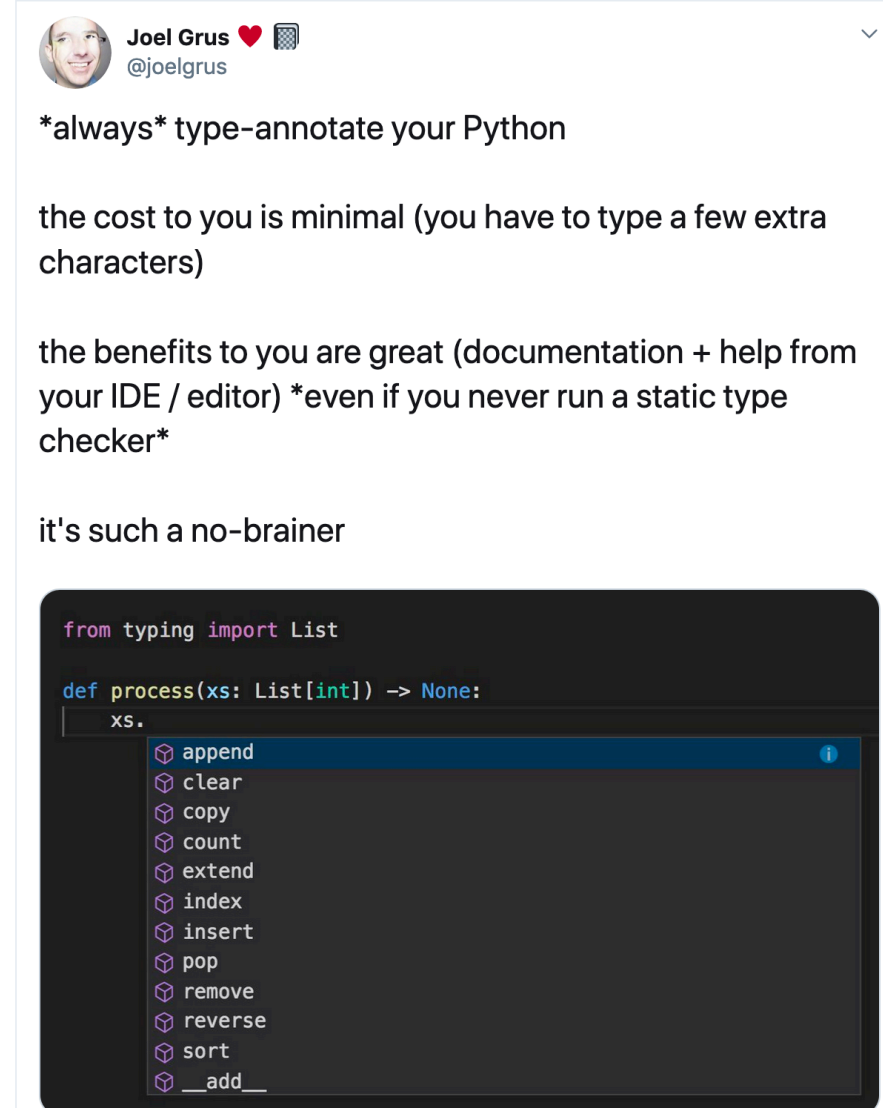 Joel Grus ❤️ 📓
@joelgrus
*always* type-annotate your Python
the cost to you is minimal (you have to type a few extra
characters)
the benefits to you are great (documentation + help from
your IDE / editor) *even if you never run a static type
checker*
it's such a no-brainer
from typing import List
def process(xs: List[int]) -> None:
    xs.
append
clear
copy
count
extend
index
insert
pop
remove
reverse
sort
__add__